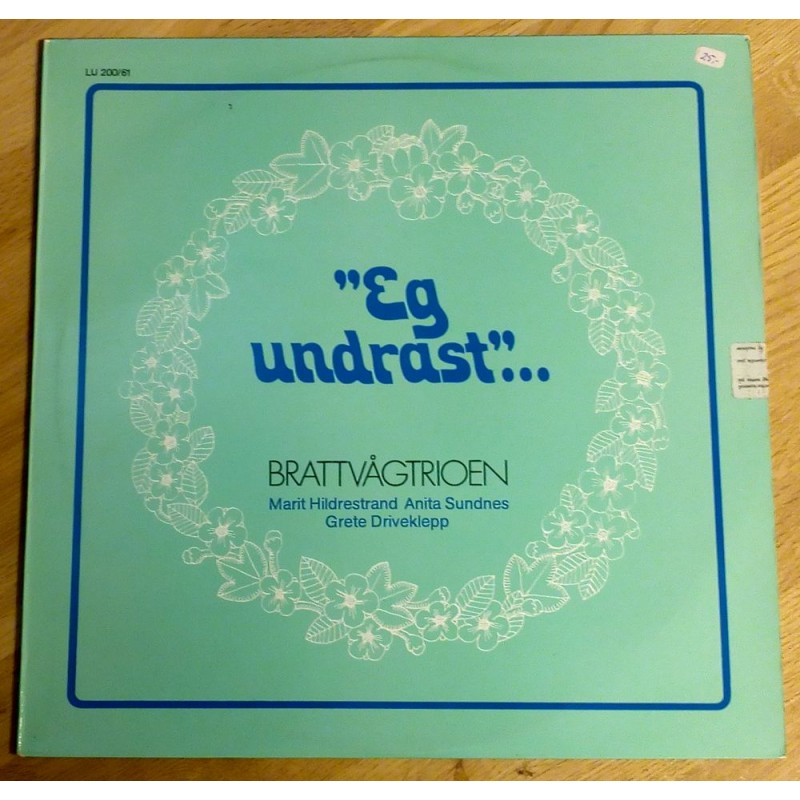 LU 200/61
25,-
”Eg
undrast”...
BRATTVÅGTRIOEN
Marit Hildrestrand Anita Sundnes
Grete Driveklepp